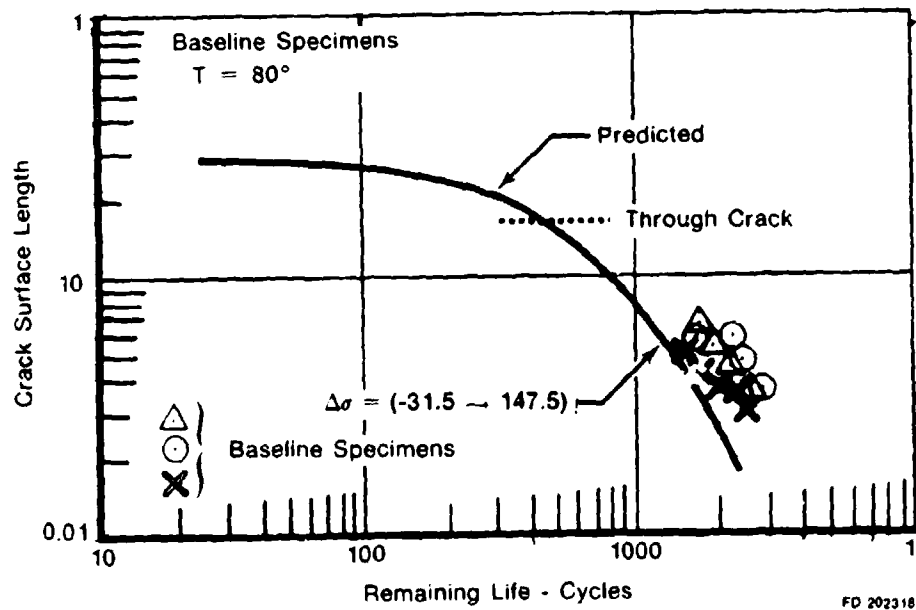 1
Baseline Specimens
T = 80°
Predicted
Through Crack
10
Crack Surface Length
Δσ = (-31.5 → 147.5)
Baseline Specimens
0.01
10
100
1000
1
Remaining Life - Cycles
FD 202318